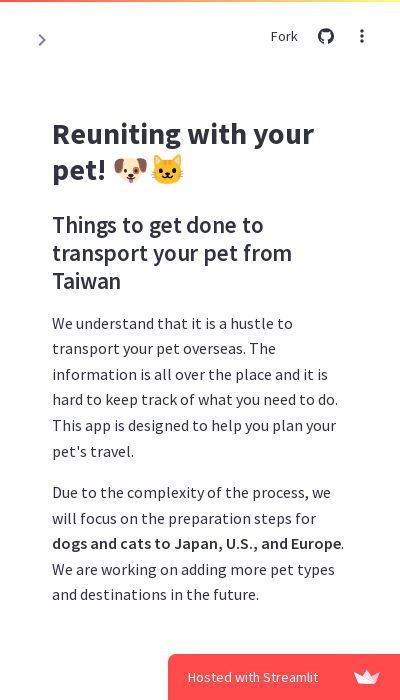 Fork
Reuniting with your
pet! 🐶🐱
Things to get done to
transport your pet from
Taiwan
We understand that it is a hustle to
transport your pet overseas. The
information is all over the place and it is
hard to keep track of what you need to do.
This app is designed to help you plan your
pet's travel.
Due to the complexity of the process, we
will focus on the preparation steps for
dogs and cats to Japan, U.S., and Europe.
We are working on adding more pet types
and destinations in the future.
Hosted with Streamlit